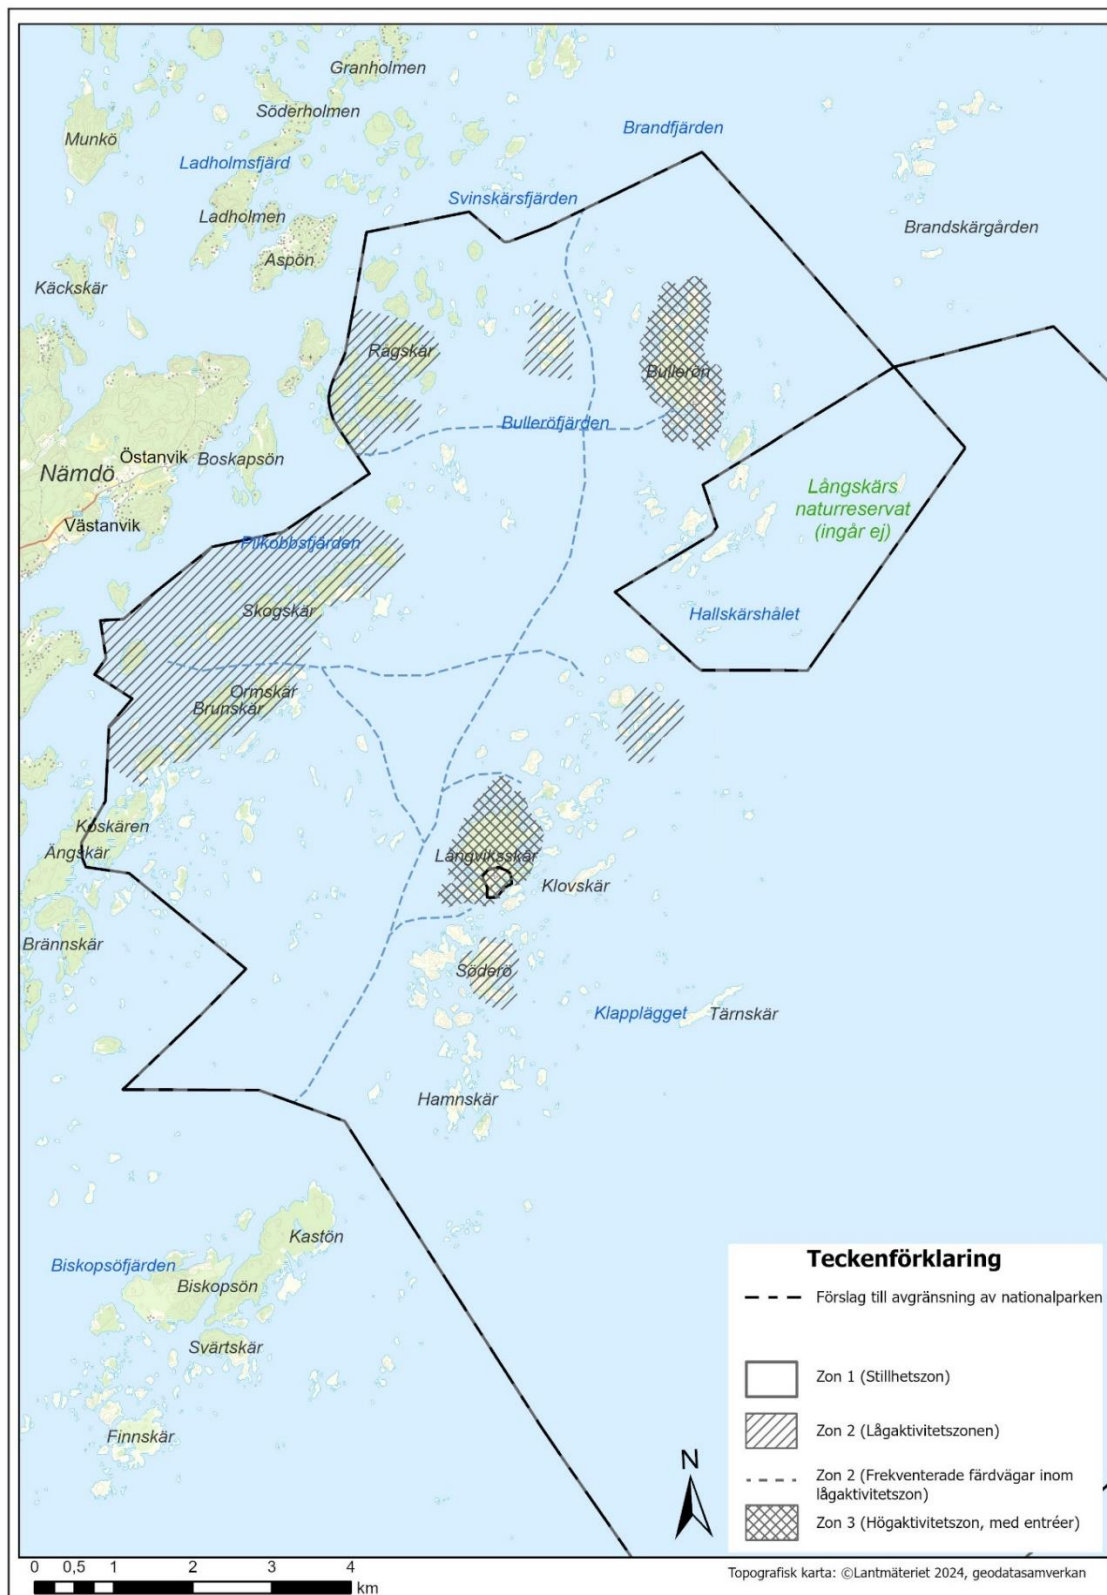 Granholmen
Söderholmen
Munkö
Brandfjärden
Ladholmsfjärd
Svinskärsfjärden
Ladholmen
Brandskärgården
Aspön
Käckskär
Rågskär
Bullerön
Bulleröfjärden
Östanvik
Boskapsön
Nämdö
Långskärs
naturreservat
(ingår ej)
Västanvik
Pilkobbsfjärden
Skogskär
Hallskärshålet
Ormskär
Brunskär
Koskären
Ängskär
Långviksskär
Klovskär
Brännskär
Söderö
Klapplägget
Tärnskär
Hamnskär
Kastön
Biskopsöfjärden
Biskopsön
Svärtskär
Finnskär
Teckenförklaring
Förslag till avgränsning av nationalparken
Zon 1 (Stillhetszon)
Zon 2 (Lågaktivitetszonen)
Zon 2 (Frekventerade färdvägar inom
lågaktivitetszon)
Zon 3 (Högaktivitetszon, med entréer)
N
0 0,5 1 2 3 4
km
Topografisk karta: ©Lantmäteriet 2024, geodatasamverkan